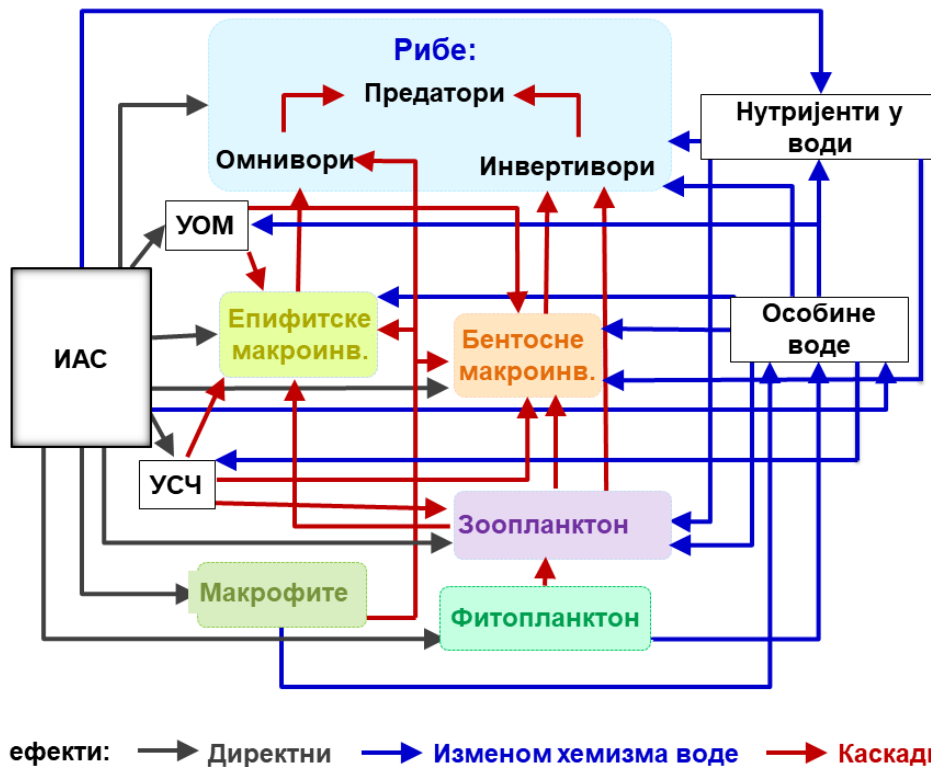 Рибе:
Предатори
Омнивори
Инвертивори
Нутријенти у
води
УОМ
ИАС
Епифитске
макроинв.
Бентосне
макроинв.
Особине
воде
УСЧ
Зоопланктон
Макрофите
Фитопланктон
ефекти: Директни Изменом хемизма воде